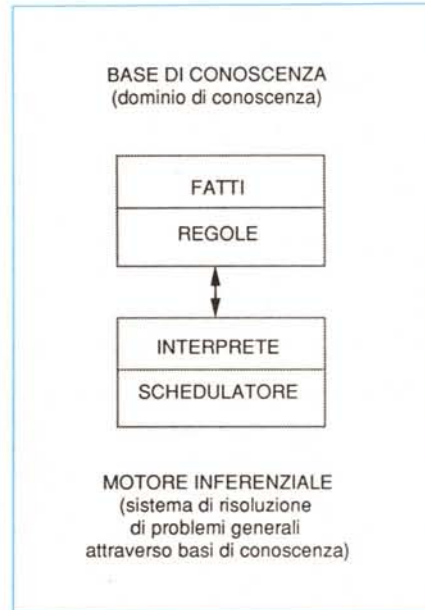 BASE DI CONOSCENZA
(dominio di conoscenza)
FATTI
REGOLE
INTERPRETE
SCHEDULATORE
MOTORE INFERENZIALE
(sistema di risoluzione
di problemi generali
attraverso basi di conoscenza)